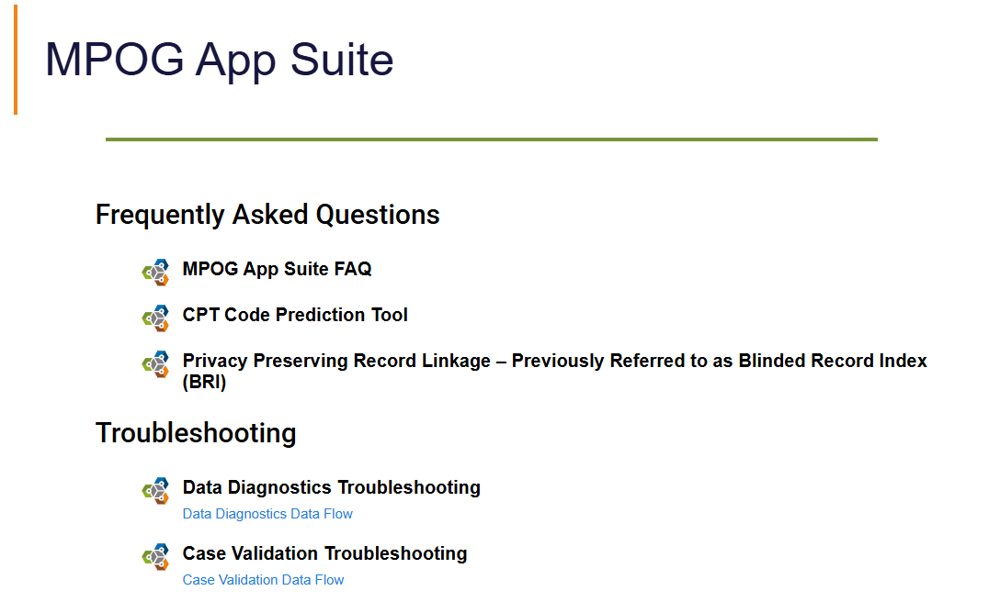 MPOG App Suite
Frequently Asked Questions
MPOG App Suite FAQ
CPT Code Prediction Tool
Privacy Preserving Record Linkage – Previously Referred to as Blinded Record Index
(BRI)
Troubleshooting
Data Diagnostics Troubleshooting
Data Diagnostics Data Flow
Case Validation Troubleshooting
Case Validation Data Flow